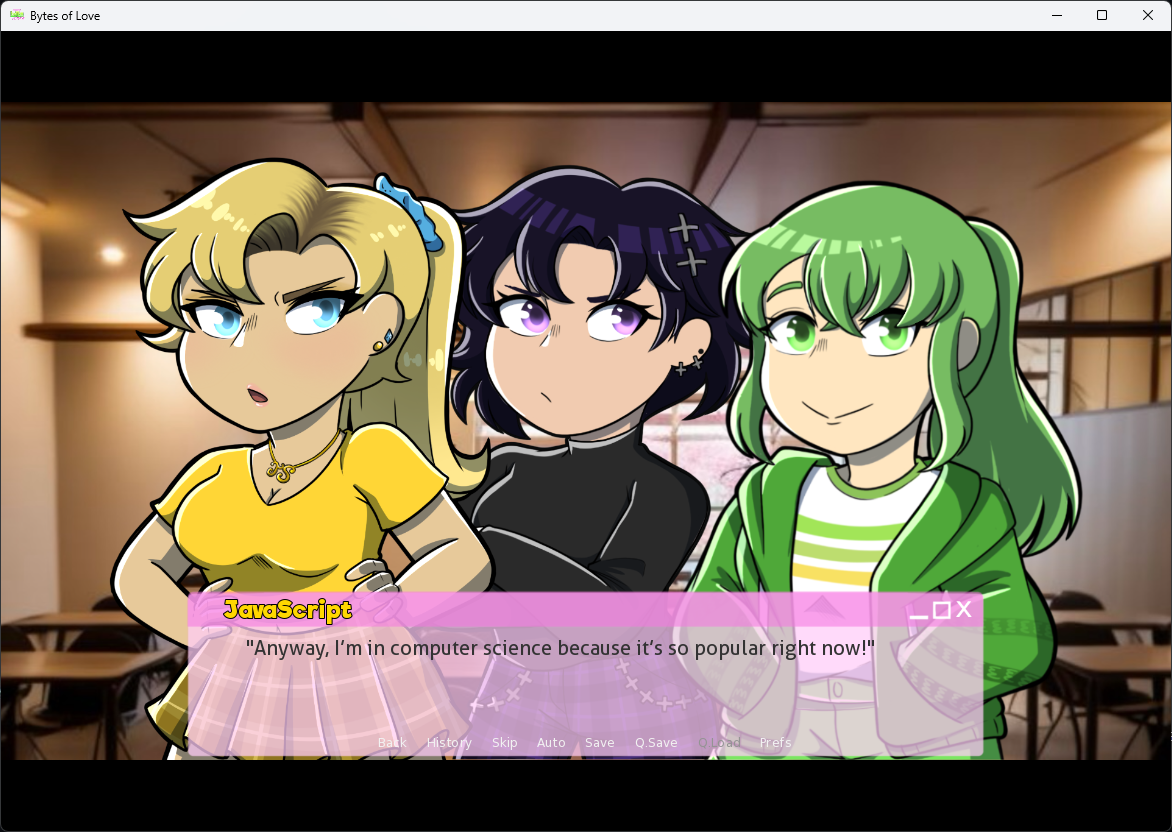 Bytes of Love
JavaScript
"Anyway, I’m in computer science because it’s so popular right now!"
Back History Skip Auto Save Q.Save Q.Load Prefs